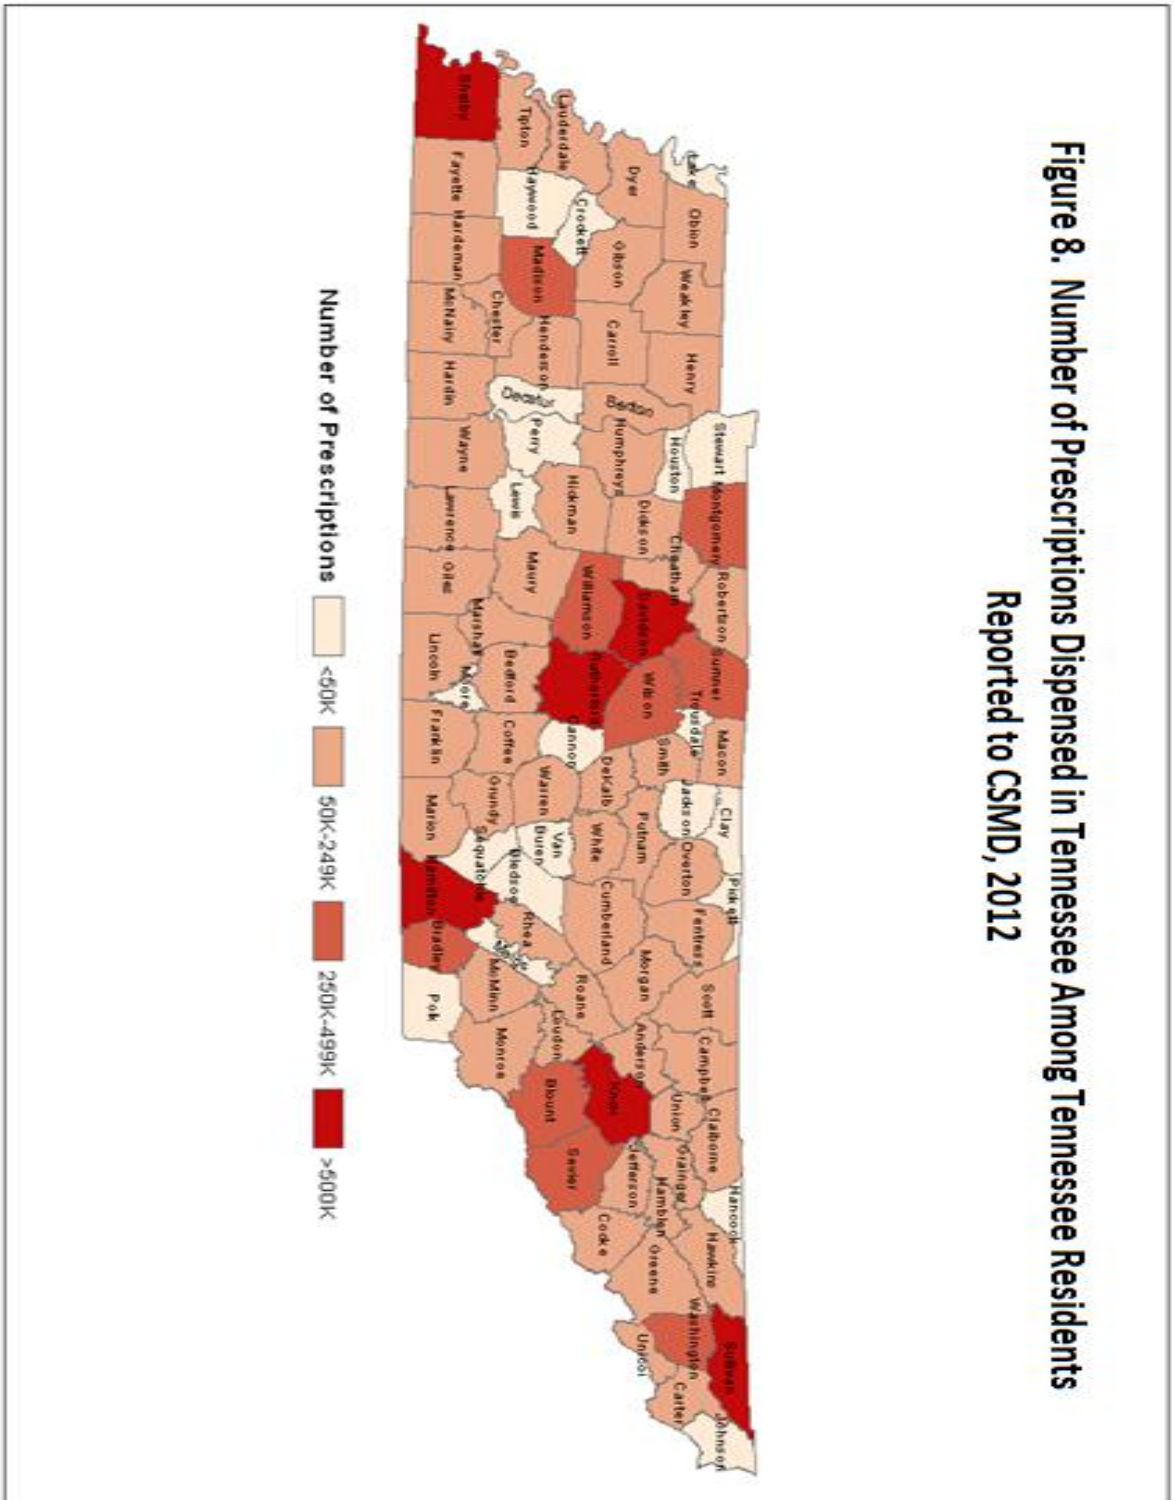 Figure 8. Number of Prescriptions Dispensed in Tennessee Among Tennessee Residents
Reported to CSMD, 2012
Lake
Obion
Weakley
Henry
Stewart
Montgomery
Robertson
Sumner
Macon
Trousdale
Clay
Pickett
Fentress
Scott
Campbell
Claiborne
Hancock
Hawkins
Sullivan
Johnson
Dyer
Gibson
Carroll
Benton
Houston
Humphreys
Dickson
Cheatham
Davidson
Wilson
Smith
Jackson
Overton
Putnam
Morgan
Anderson
Union
Grainger
Hamblen
Jefferson
Greene
Washington
Unicoi
Carter
Lauderdale
Crockett
Tipton
Haywood
Madison
Henderson
Decatur
Perry
Hickman
Lewis
Williamson
Maury
Rutherford
Cannon
DeKalb
White
Cumberland
Roane
Loudon
Knox
Blount
Sevier
Cocke
Marshall
Bedford
Moore
Coffee
Warren
Grundy
Van
Buren
Sequatchie
Bledsoe
Rhea
Meigs
McMinn
Monroe
Shelby
Fayette
Hardeman
Chester
McNairy
Hardin
Wayne
Lawrence
Giles
Lincoln
Franklin
Marion
Hamilton
Bradley
Polk
Number of Prescriptions
<50K
50K-249K
250K-499K
>500K